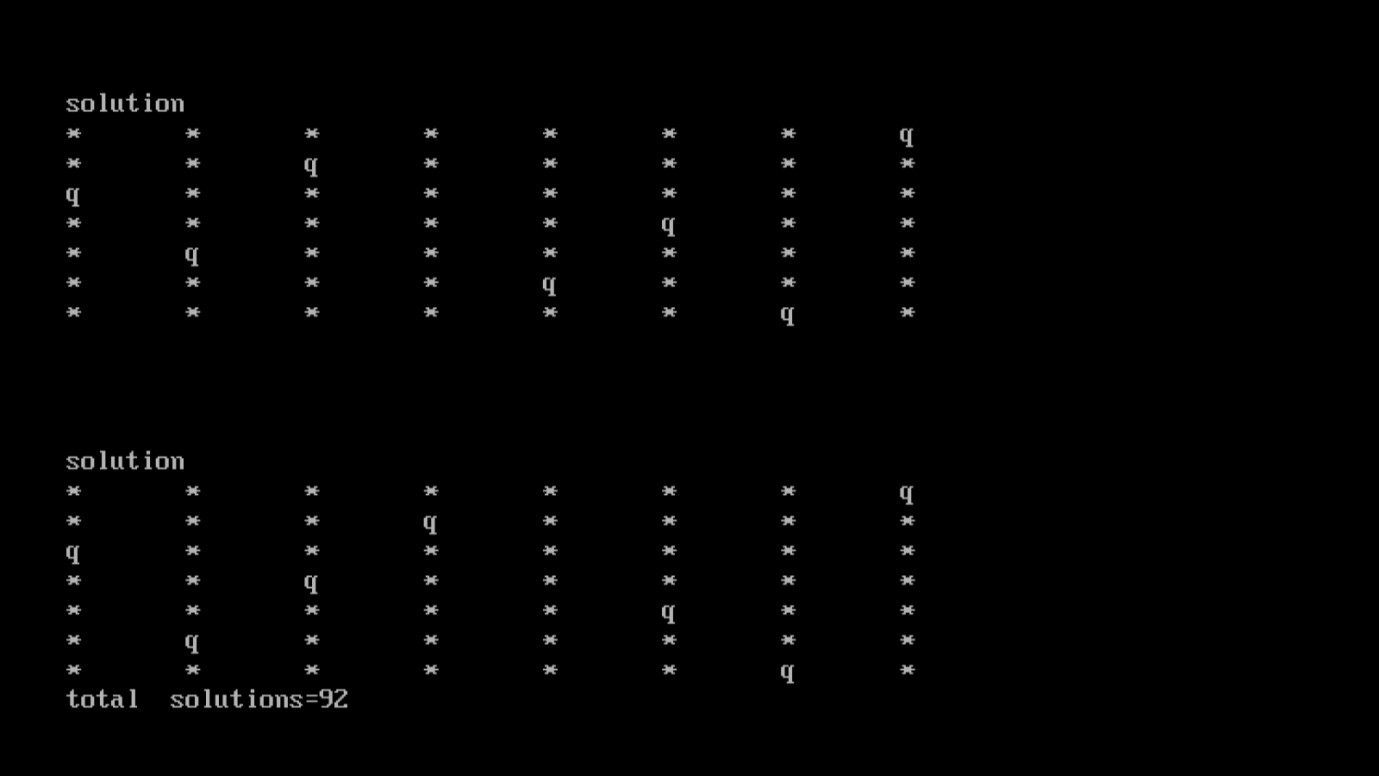 solution
* * * * * * * q
* * q * * * * *
q * * * * * * *
* * * * * q * *
* q * * * * * *
* * * * q * * *
* * * * * * q *
solution
* * * * * * * q
* * * q * * * *
q * * * * * * *
* * q * * * * *
* * * * * q * *
* q * * * * * *
* * * * * * q *
total solutions=92